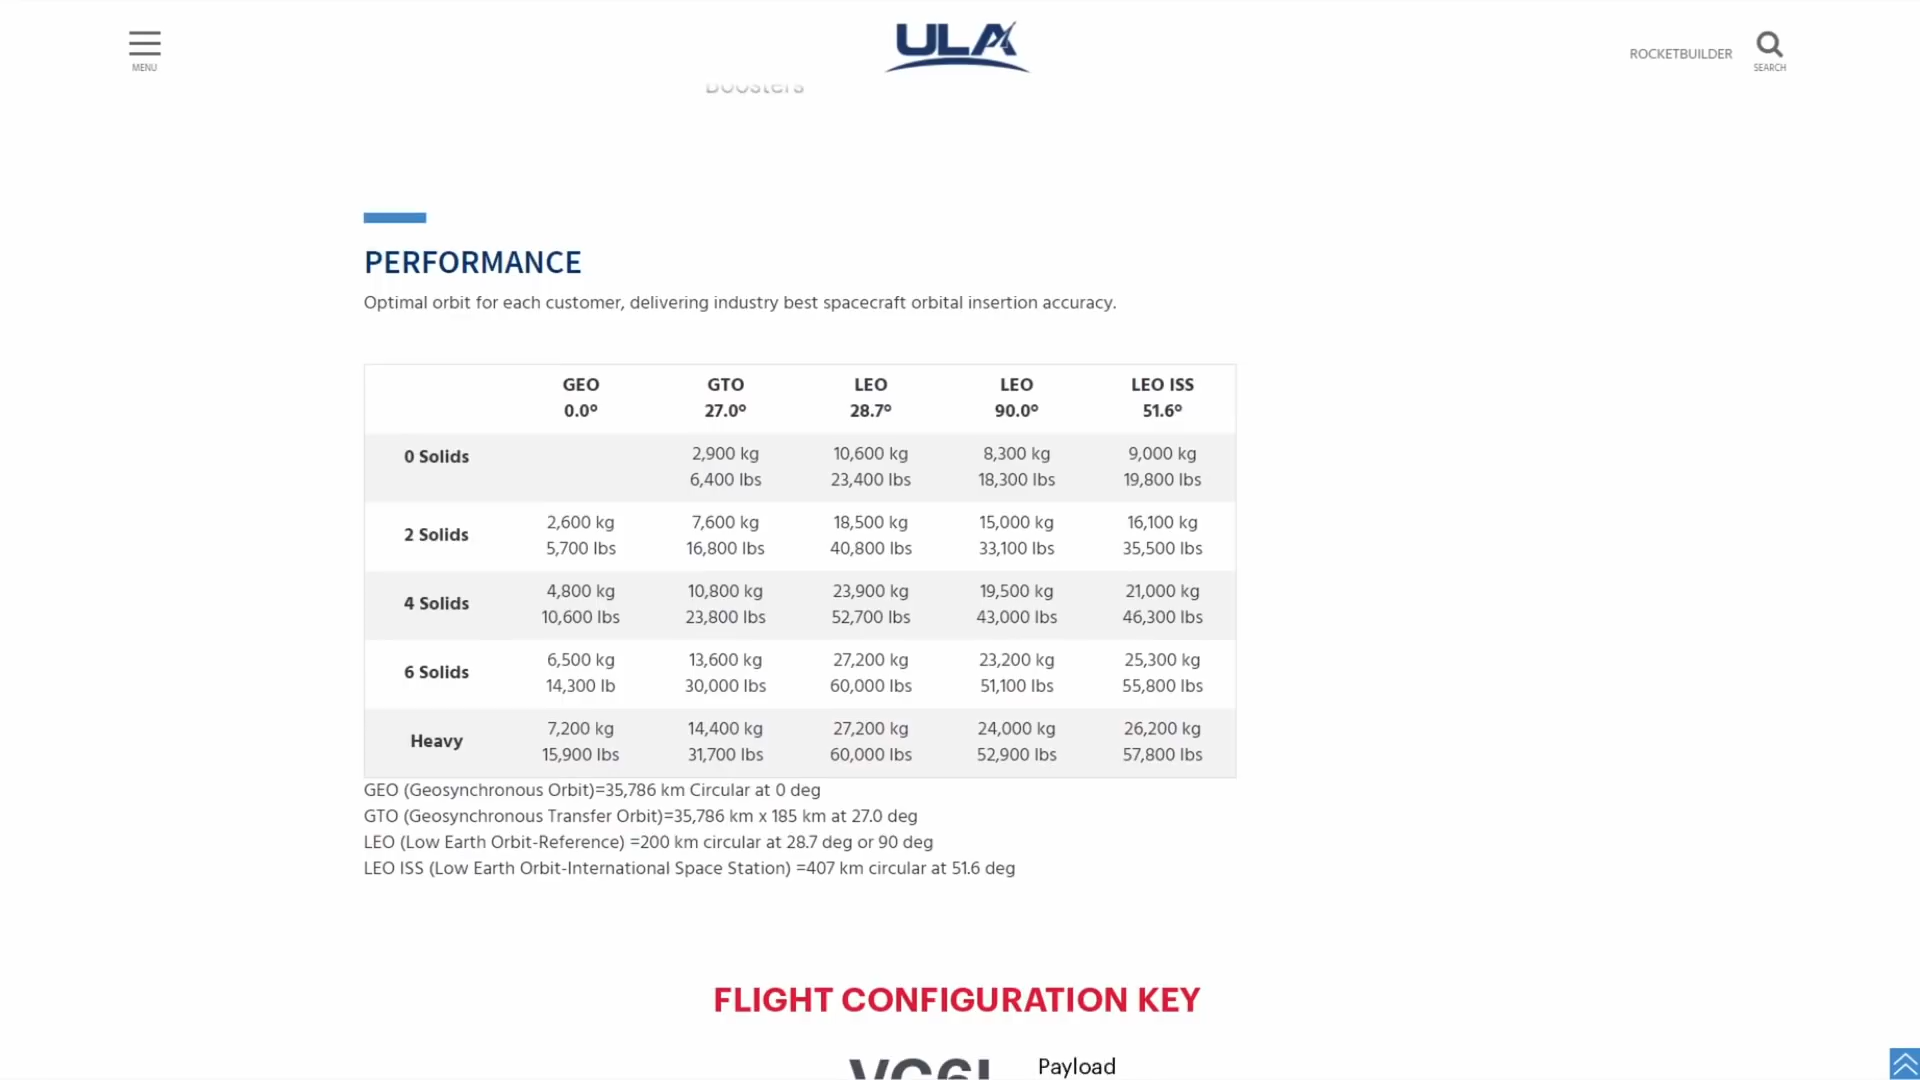 MENU
ULA
ROCKETBUILDER
SEARCH
Boosters
PERFORMANCE
Optimal orbit for each customer, delivering industry best spacecraft orbital insertion accuracy.
GEO GTO LEO LEO LEO ISS
0.0º 27.0º 28.7º 90.0º 51.6º
0 Solids
2,900 kg 10,600 kg 8,300 kg 9,000 kg
6,400 lbs 23,400 lbs 18,300 lbs 19,800 lbs
2 Solids
2,600 kg 7,600 kg 18,500 kg 15,000 kg 16,100 kg
5,700 lbs 16,800 lbs 40,800 lbs 33,100 lbs 35,500 lbs
4 Solids
4,800 kg 10,800 kg 23,900 kg 19,500 kg 21,000 kg
10,600 lbs 23,800 lbs 52,700 lbs 43,000 lbs 46,300 lbs
6 Solids
6,500 kg 13,600 kg 27,200 kg 23,200 kg 25,300 kg
14,300 lb 30,000 lbs 60,000 lbs 51,100 lbs 55,800 lbs
Heavy
7,200 kg 14,400 kg 27,200 kg 24,000 kg 26,200 kg
15,900 lbs 31,700 lbs 60,000 lbs 52,900 lbs 57,800 lbs
GEO (Geosynchronous Orbit)=35,786 km Circular at 0 deg
GTO (Geosynchronous Transfer Orbit)=35,786 km x 185 km at 27.0 deg
LEO (Low Earth Orbit-Reference) =200 km circular at 28.7 deg or 90 deg
LEO ISS (Low Earth Orbit-International Space Station) =407 km circular at 51.6 deg
FLIGHT CONFIGURATION KEY
Payload